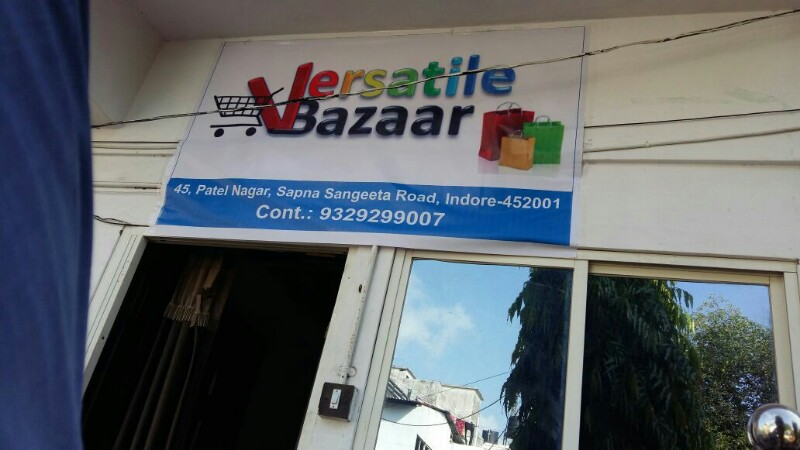 Versatile
Bazaar
45, Patel Nagar, Sapna Sangeeta Road, Indore-452001
Cont.: 9329299007